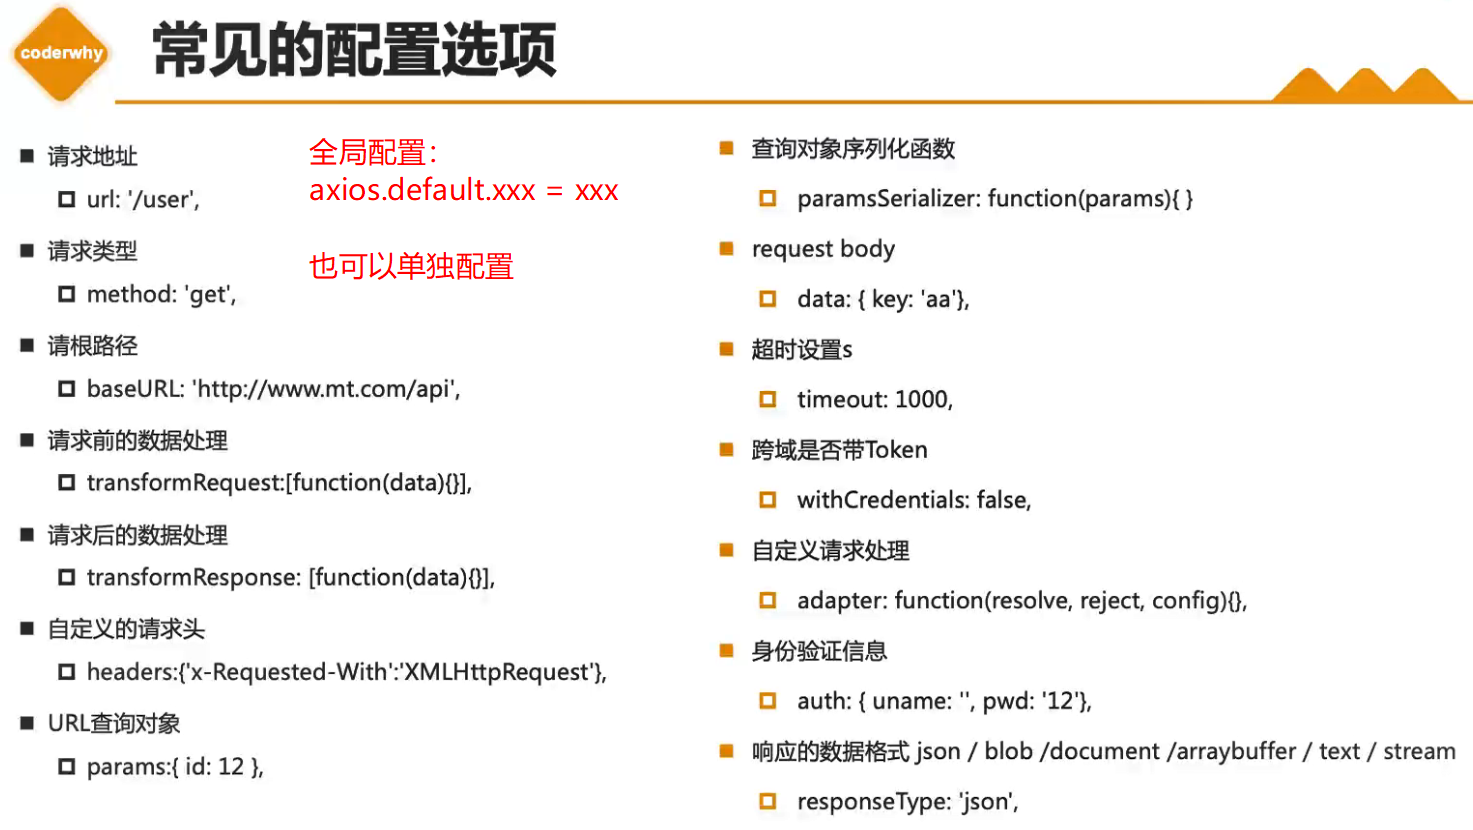 coderwhy
常见的配置选项
请求地址
url: '/user',
请求类型
method: 'get',
请根路径
baseURL: 'http://www.mt.com/api',
请求前的数据处理
transformRequest:[function(data){}],
请求后的数据处理
transformResponse: [function(data){}],
自定义的请求头
headers:{'x-Requested-With':'XMLHttpRequest'},
URL查询对象
params:{ id: 12 },
全局配置：
axios.default.xxx = xxx
也可以单独配置
查询对象序列化函数
paramsSerializer: function(params){ }
request body
data: { key: 'aa'},
超时设置s
timeout: 1000,
跨域是否带Token
withCredentials: false,
自定义请求处理
adapter: function(resolve, reject, config){},
身份验证信息
auth: { uname: '', pwd: '12'},
响应的数据格式 json / blob /document /arraybuffer / text / stream
responseType: 'json',